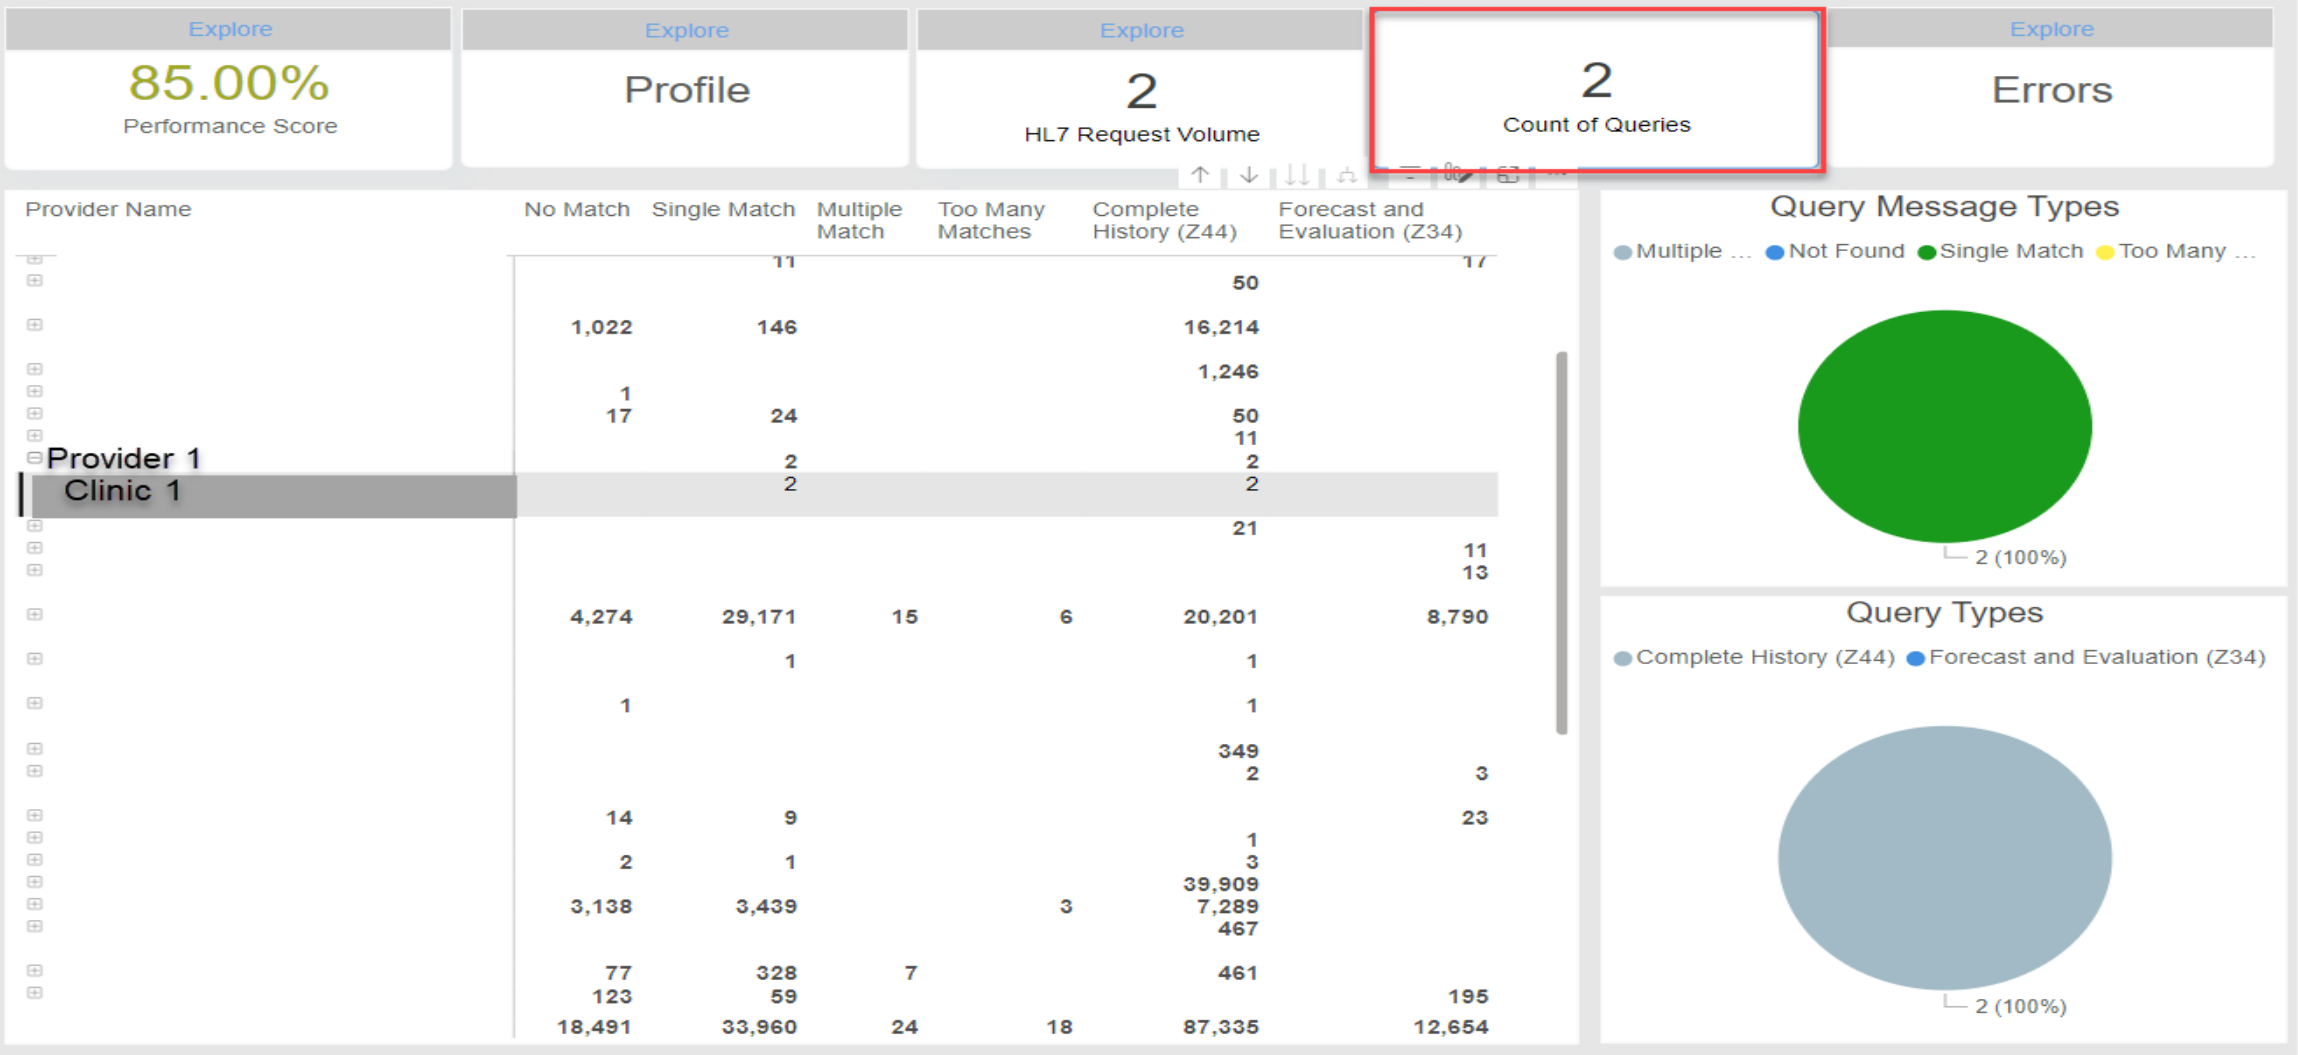 Explore Explore Explore Explore
85.00% Profile 2 2 Errors
Performance Score HL7 Request Volume Count of Queries
Provider Name No Match Single Match Multiple Match Too Many Matches Complete History (Z44) Forecast and Evaluation (Z34)
11 17
50
1,022 146 16,214
1,246
1
17 24 50
11
Provider 1 2 2
Clinic 1 2 2
21
11
13
4,274 29,171 15 6 20,201 8,790
1 1
1 1
349
2 3
14 9 23
1
2 1 3
39,909
3,138 3,439 3 7,289
467
77 328 7 461
123 59 195
18,491 33,960 24 18 87,335 12,654
Query Message Types
Multiple ... Not Found Single Match Too Many ...
2 (100%)
Query Types
Complete History (Z44) Forecast and Evaluation (Z34)
2 (100%)